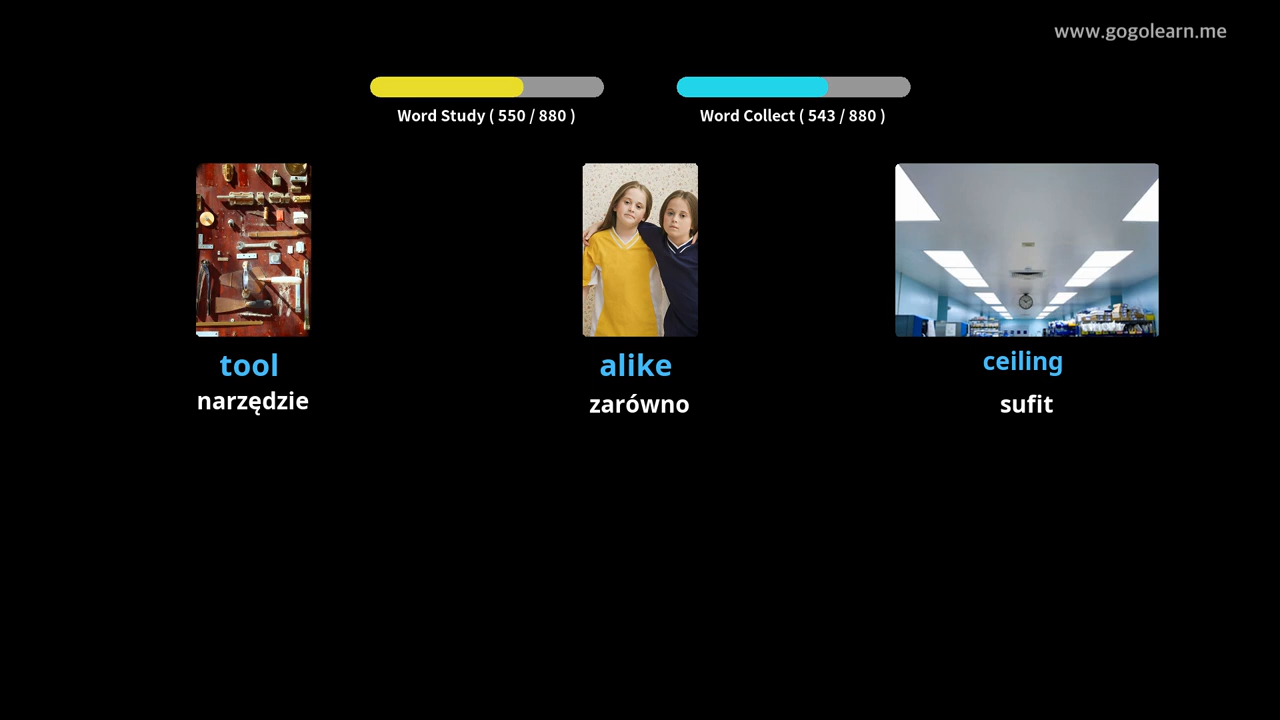 www.gogolearn.me
Word Study ( 550 / 880 )
Word Collect ( 543 / 880 )
tool
narzędzie
alike
zarówno
ceiling
sufit